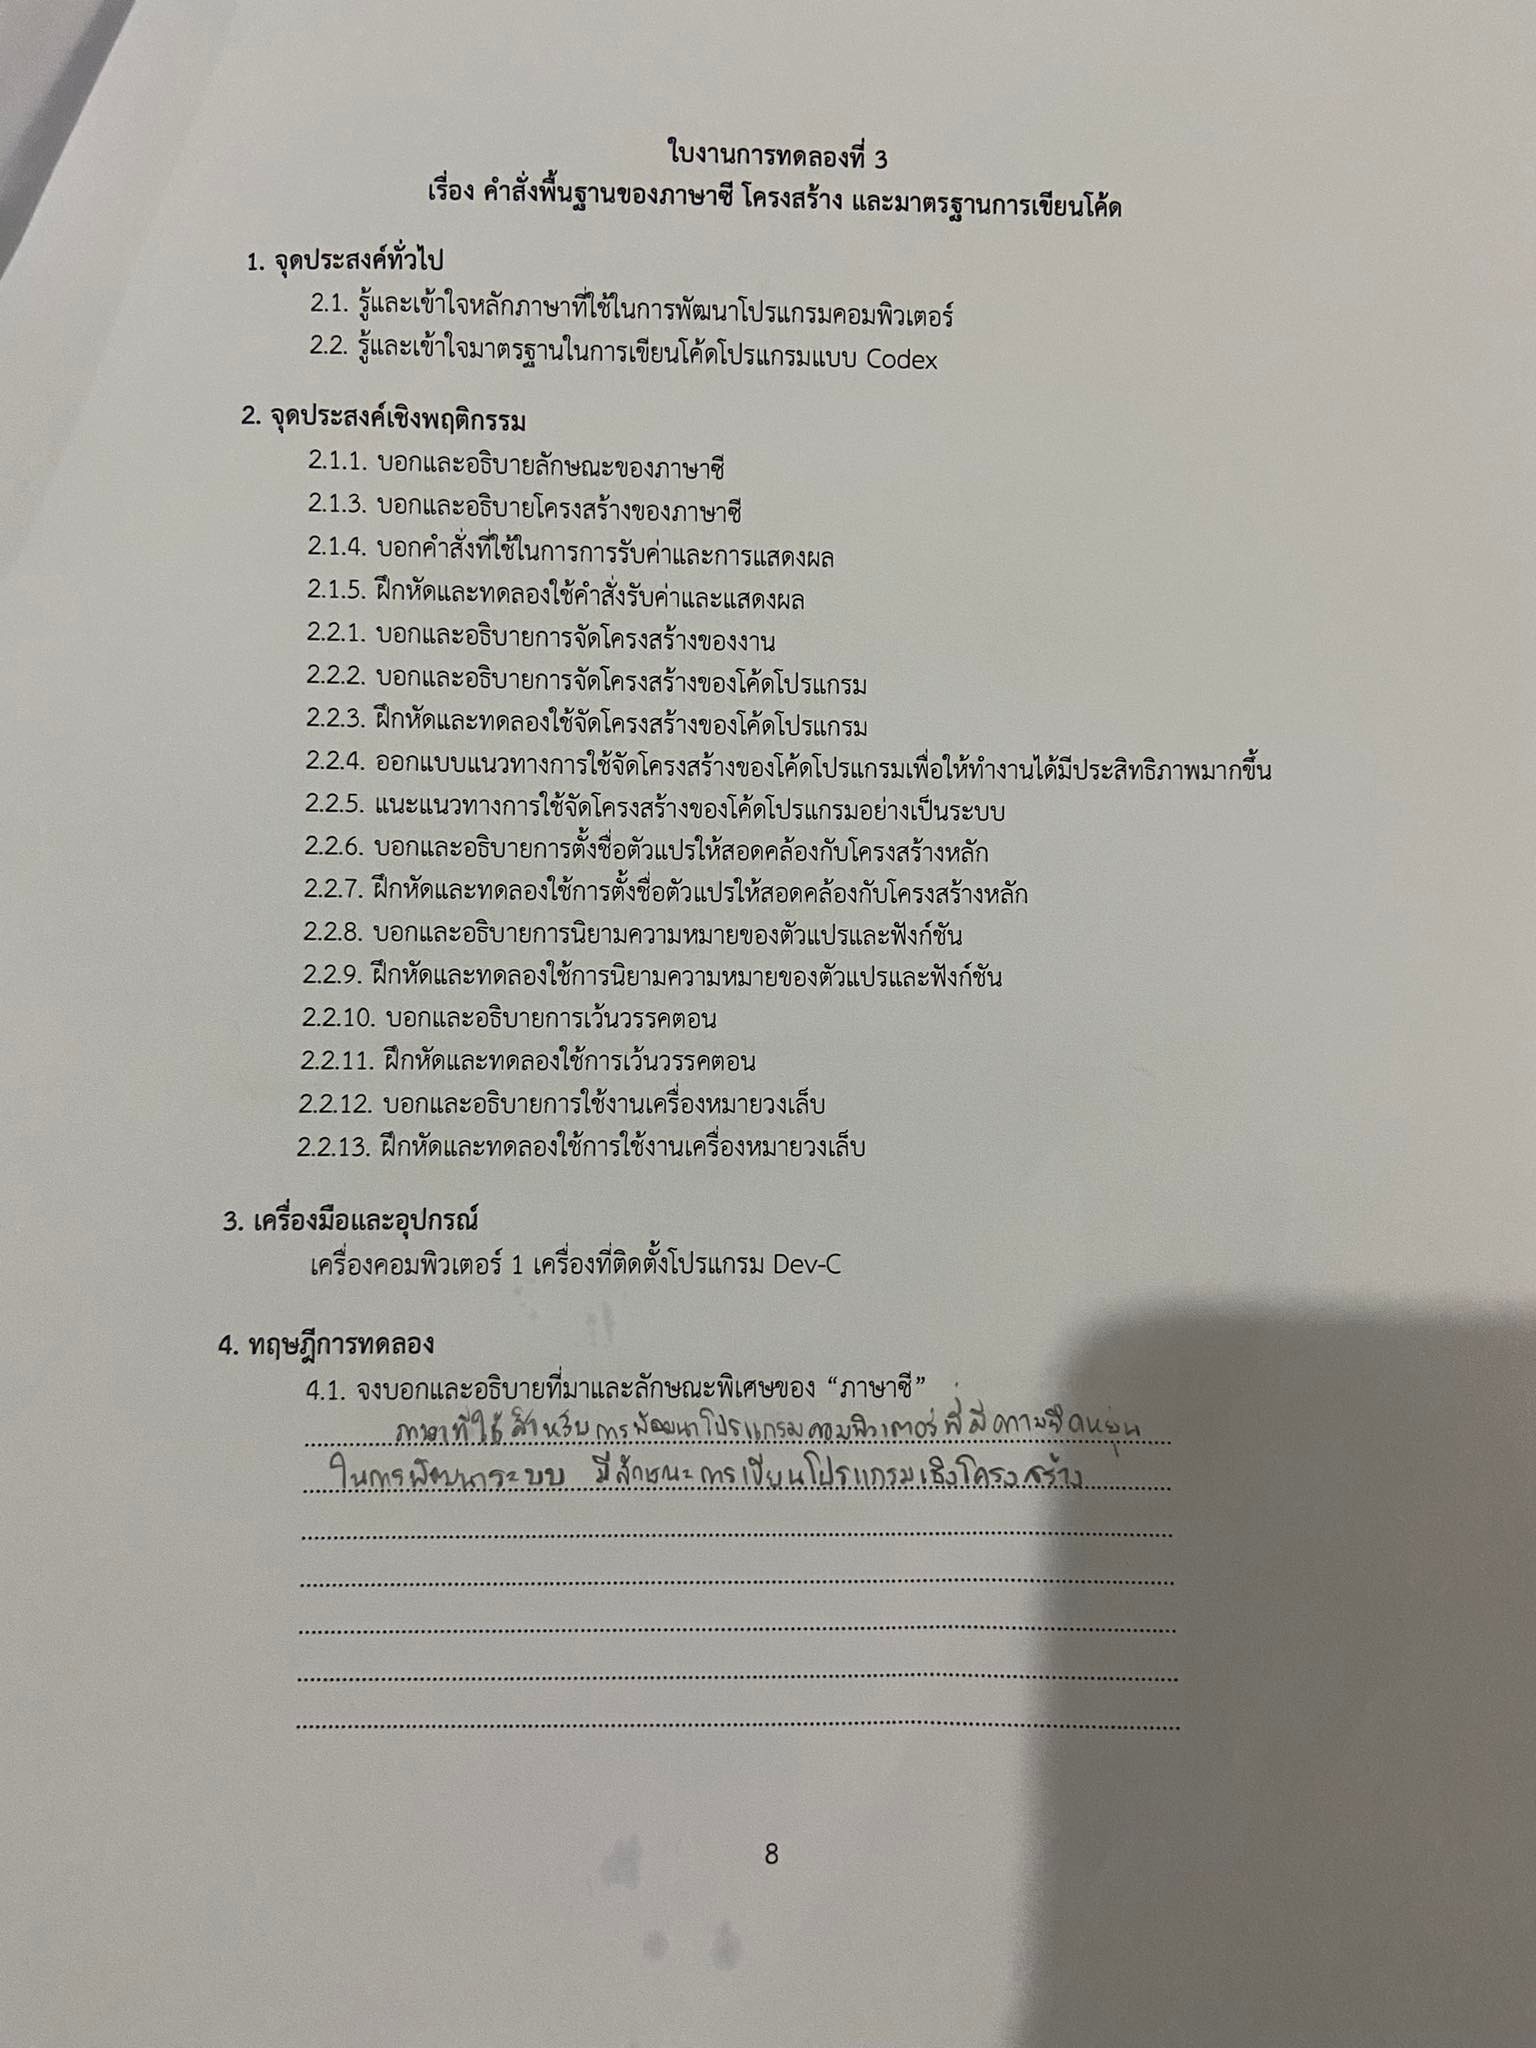 ใบงานการทดลองที่ 3
เรื่อง คำสั่งพื้นฐานของภาษาซี โครงสร้าง และมาตรฐานการเขียนโค้ด
1. จุดประสงค์ทั่วไป
2.1. รู้และเข้าใจหลักภาษาที่ใช้ในการพัฒนาโปรแกรมคอมพิวเตอร์
2.2. รู้และเข้าใจมาตรฐานในการเขียนโค้ดโปรแกรมแบบ Codex
2. จุดประสงค์เชิงพฤติกรรม
2.1.1. บอกและอธิบายลักษณะของภาษาซี
2.1.3. บอกและอธิบายโครงสร้างของภาษาซี
2.1.4. บอกคำสั่งที่ใช้ในการการรับค่าและการแสดงผล
2.1.5. ฝึกหัดและทดลองใช้คำสั่งรับค่าและแสดงผล
2.2.1. บอกและอธิบายการจัดโครงสร้างของงาน
2.2.2. บอกและอธิบายการจัดโครงสร้างของโค้ดโปรแกรม
2.2.3. ฝึกหัดและทดลองใช้จัดโครงสร้างของโค้ดโปรแกรม
2.2.4. ออกแบบแนวทางการใช้จัดโครงสร้างของโค้ดโปรแกรมเพื่อให้ทำงานได้มีประสิทธิภาพมากขึ้น
2.2.5. แนะแนวทางการใช้จัดโครงสร้างของโค้ดโปรแกรมอย่างเป็นระบบ
2.2.6. บอกและอธิบายการตั้งชื่อตัวแปรให้สอดคล้องกับโครงสร้างหลัก
2.2.7. ฝึกหัดและทดลองใช้การตั้งชื่อตัวแปรให้สอดคล้องกับโครงสร้างหลัก
2.2.8. บอกและอธิบายการนิยามความหมายของตัวแปรและฟังก์ชัน
2.2.9. ฝึกหัดและทดลองใช้การนิยามความหมายของตัวแปรและฟังก์ชัน
2.2.10. บอกและอธิบายการเว้นวรรคตอน
2.2.11. ฝึกหัดและทดลองใช้การเว้นวรรคตอน
2.2.12. บอกและอธิบายการใช้งานเครื่องหมายวงเล็บ
2.2.13. ฝึกหัดและทดลองใช้การใช้งานเครื่องหมายวงเล็บ
3. เครื่องมือและอุปกรณ์
เครื่องคอมพิวเตอร์ 1 เครื่องที่ติดตั้งโปรแกรม Dev-C
4. ทฤษฎีการทดลอง
4.1. จงบอกและอธิบายที่มาและลักษณะพิเศษของ “ภาษาซี”
ภาษาที่ใช้สำหรับการพัฒนาโปรแกรมคอมพิวเตอร์ที่มีความยืดหยุ่น
ในการพัฒนาระบบ มีลักษณะการเขียนโปรแกรมเชิงโครงสร้าง
8